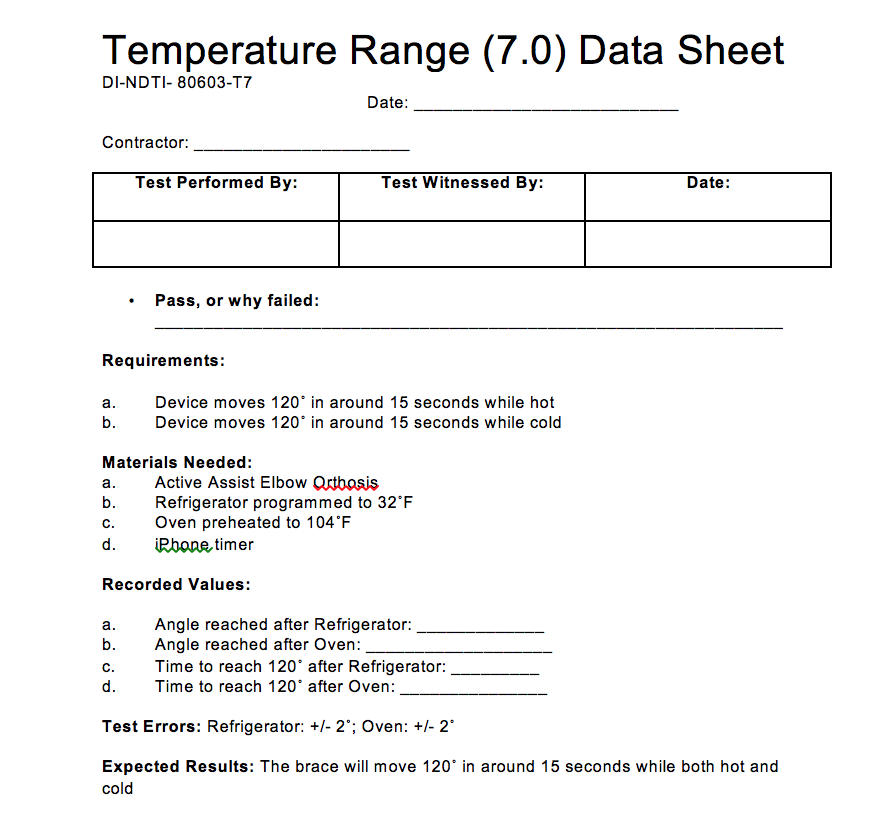 Temperature Range (7.0) Data Sheet
DI-NDTI- 80603-T7
Date: ___________________________
Contractor: ______________________
Test Performed By: Test Witnessed By: Date:
• Pass, or why failed:
________________________________________________________________
Requirements:
a. Device moves 120˚ in around 15 seconds while hot
b. Device moves 120˚ in around 15 seconds while cold
Materials Needed:
a. Active Assist Elbow Orthosis
b. Refrigerator programmed to 32˚F
c. Oven preheated to 104˚F
d. iPhone timer
Recorded Values:
a. Angle reached after Refrigerator: _____________
b. Angle reached after Oven: ___________________
c. Time to reach 120˚ after Refrigerator: _________
d. Time to reach 120˚ after Oven: _______________
Test Errors: Refrigerator: +/- 2˚; Oven: +/- 2˚
Expected Results: The brace will move 120˚ in around 15 seconds while both hot and
cold